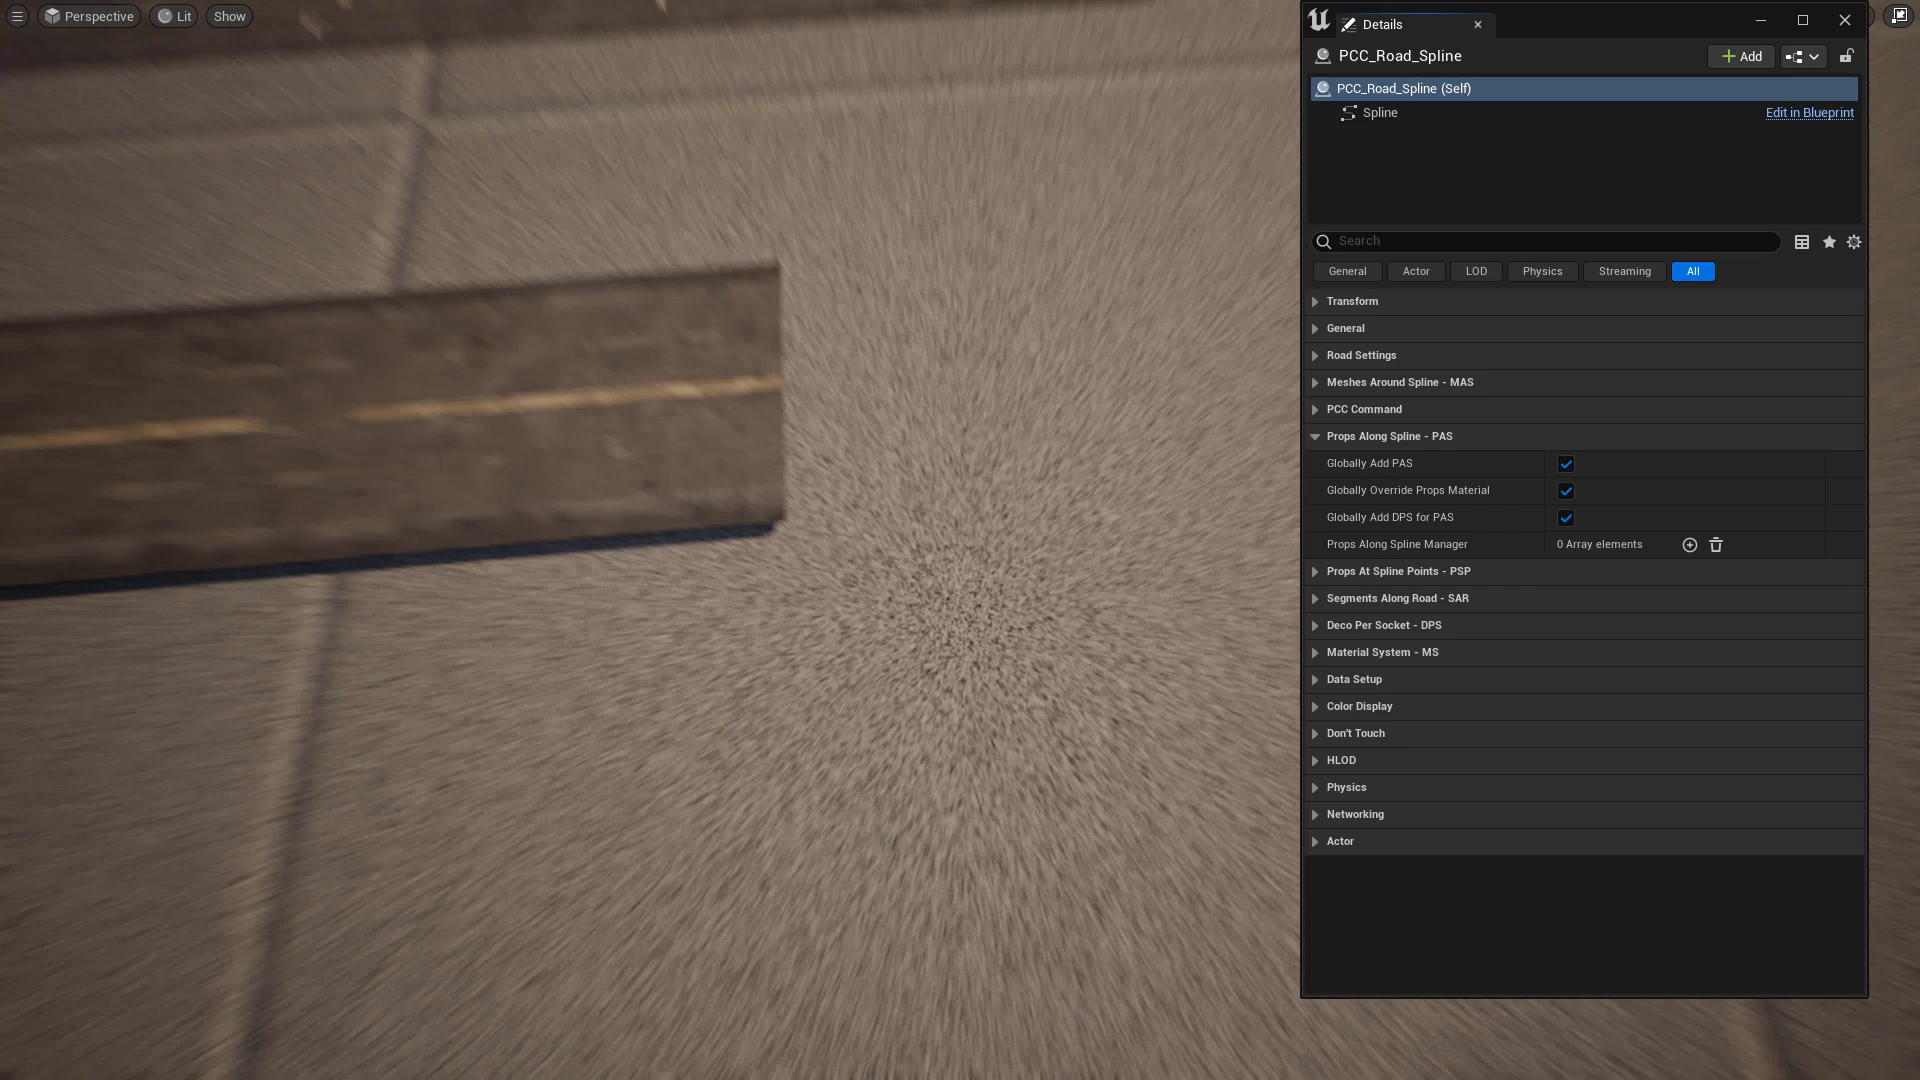 Perspective
Lit
Show
Details
PCC_Road_Spline
Add
PCC_Road_Spline (Self)
Spline
Edit in Blueprint
Search
General
Actor
LOD
Physics
Streaming
All
Transform
General
Road Settings
Meshes Around Spline - MAS
PCC Command
Props Along Spline - PAS
Globally Add PAS
Globally Override Props Material
Globally Add DPS for PAS
Props Along Spline Manager
0 Array elements
Props At Spline Points - PSP
Segments Along Road - SAR
Deco Per Socket - DPS
Material System - MS
Data Setup
Color Display
Don't Touch
HLOD
Physics
Networking
Actor